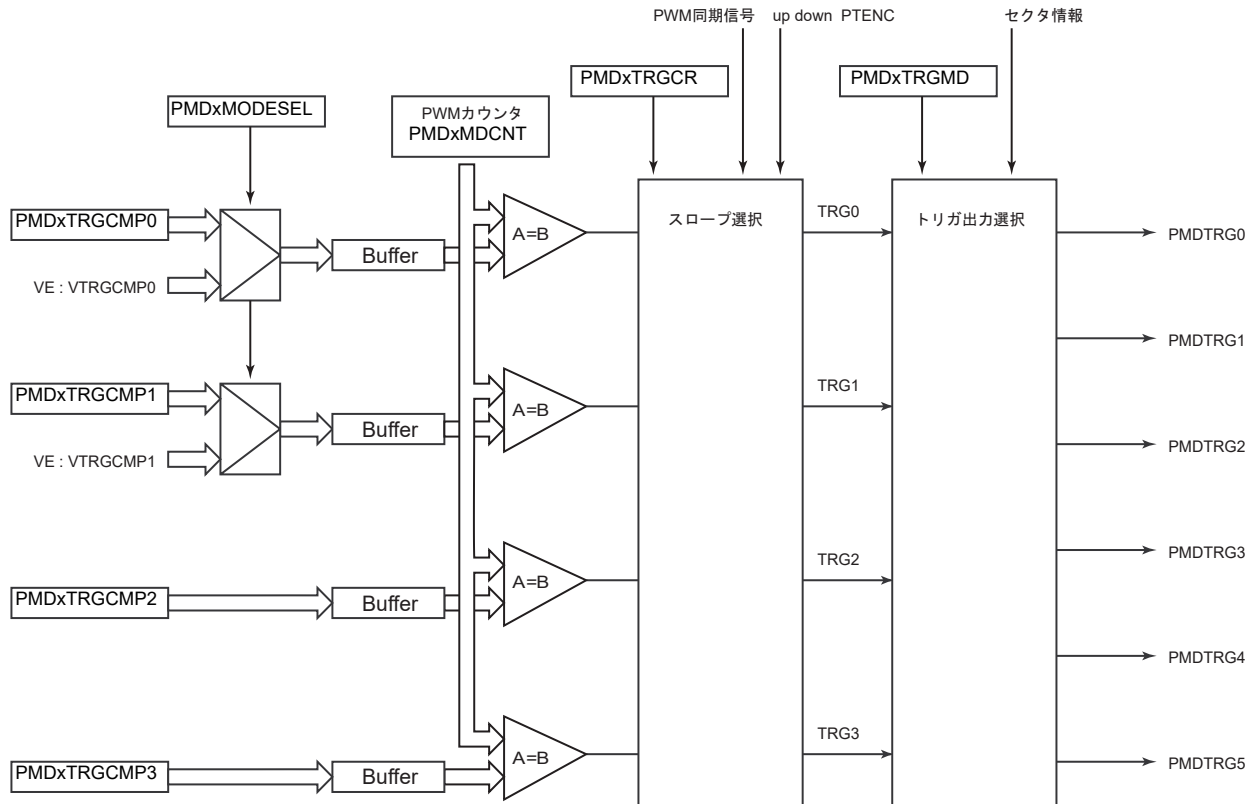 PWM同期信号 up down PTENC セクタ情報
PMDxTRGCR
PMDxTRGMD
PMDxMODESEL
PWMカウンタ
PMDxMDCNT
PMDxTRGCMP0
VE : VTRGCMP0
Buffer
A=B
スロープ選択
TRG0
トリガ出力選択
PMDTRG0
PMDTRG1
PMDxTRGCMP1
VE : VTRGCMP1
Buffer
A=B
TRG1
PMDTRG2
PMDxTRGCMP2
Buffer
A=B
TRG2
PMDTRG3
PMDTRG4
PMDxTRGCMP3
Buffer
A=B
TRG3
PMDTRG5